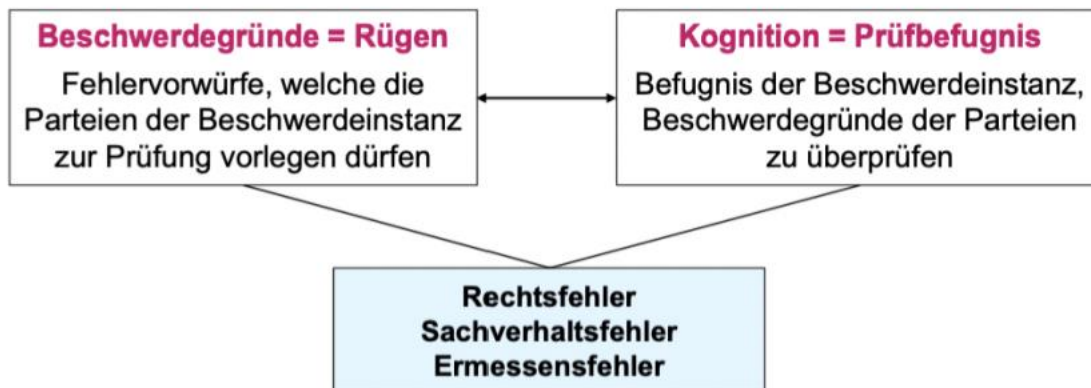 Beschwerdegründe = Rügen
Fehlervorwürfe, welche die
Parteien der Beschwerdeinstanz
zur Prüfung vorlegen dürfen
Kognition = Prüfbefugnis
Befugnis der Beschwerdeinstanz,
Beschwerdegründe der Parteien
zu überprüfen
Rechtsfehler
Sachverhaltsfehler
Ermessensfehler